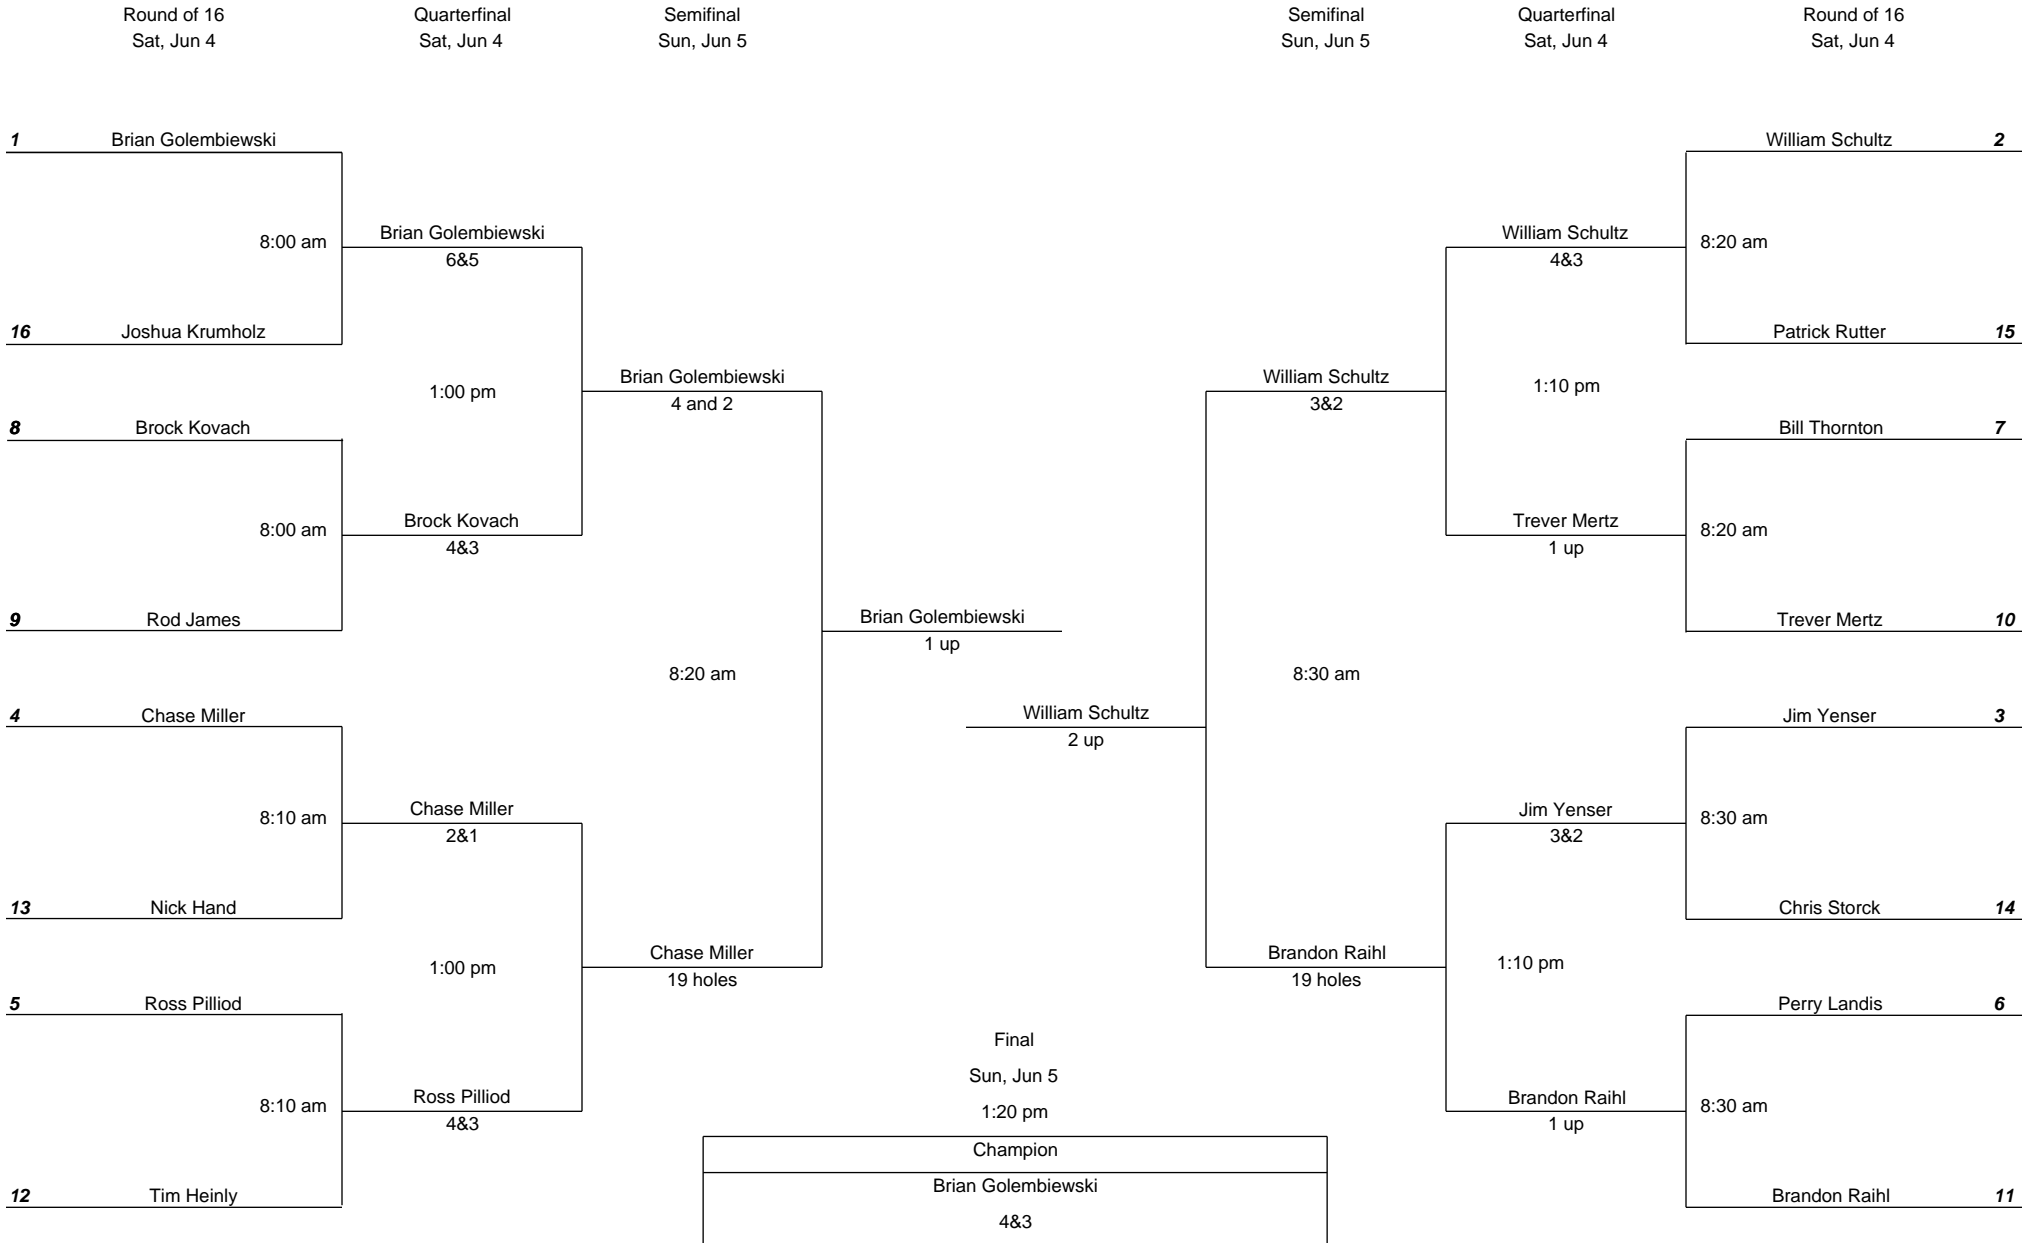 Round of 16
Sat, Jun 4
Quarterfinal
Sat, Jun 4
Semifinal
Sun, Jun 5
Semifinal
Sun, Jun 5
Quarterfinal
Sat, Jun 4
Round of 16
Sat, Jun 4
1 Brian Golembiewski
8:00 am
16 Joshua Krumholz
8 Brock Kovach
8:00 am
9 Rod James
4 Chase Miller
8:10 am
13 Nick Hand
5 Ross Pilliod
8:10 am
12 Tim Heinly
Brian Golembiewski
6&5
1:00 pm
Brock Kovach
4&3
Chase Miller
2&1
1:00 pm
Ross Pilliod
4&3
Brian Golembiewski
4 and 2
8:20 am
Chase Miller
19 holes
Brian Golembiewski
1 up
William Schultz
2 up
Final
Sun, Jun 5
1:20 pm
Champion
Brian Golembiewski
4&3
William Schultz
3&2
8:30 am
Brandon Raihl
19 holes
William Schultz
4&3
1:10 pm
Trever Mertz
1 up
Jim Yenser
3&2
1:10 pm
Brandon Raihl
1 up
William Schultz 2
8:20 am
Patrick Rutter 15
Bill Thornton 7
8:20 am
Trever Mertz 10
Jim Yenser 3
8:30 am
Chris Storck 14
Perry Landis 6
8:30 am
Brandon Raihl 11